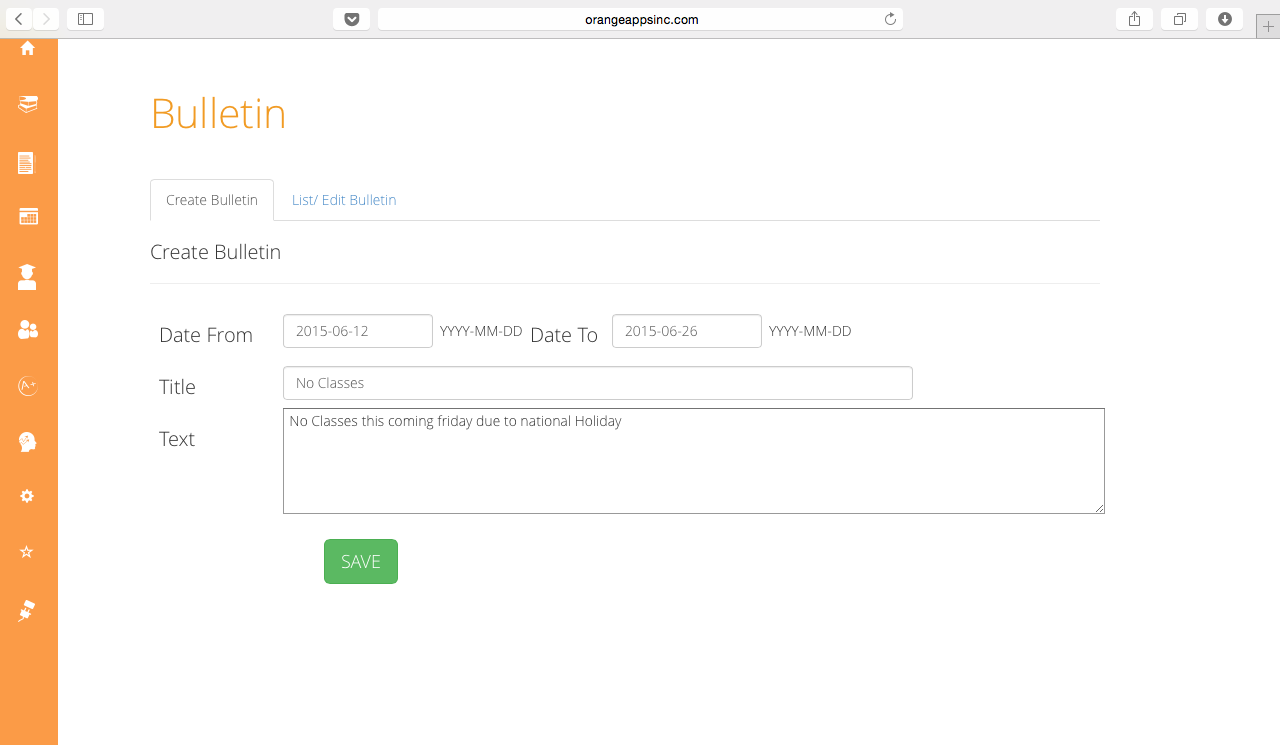 orangeappsinc.com
Bulletin
Create Bulletin List/ Edit Bulletin
Create Bulletin
Date From 2015-06-12 YYYY-MM-DD Date To 2015-06-26 YYYY-MM-DD
Title No Classes
Text No Classes this coming friday due to national Holiday
SAVE
A+